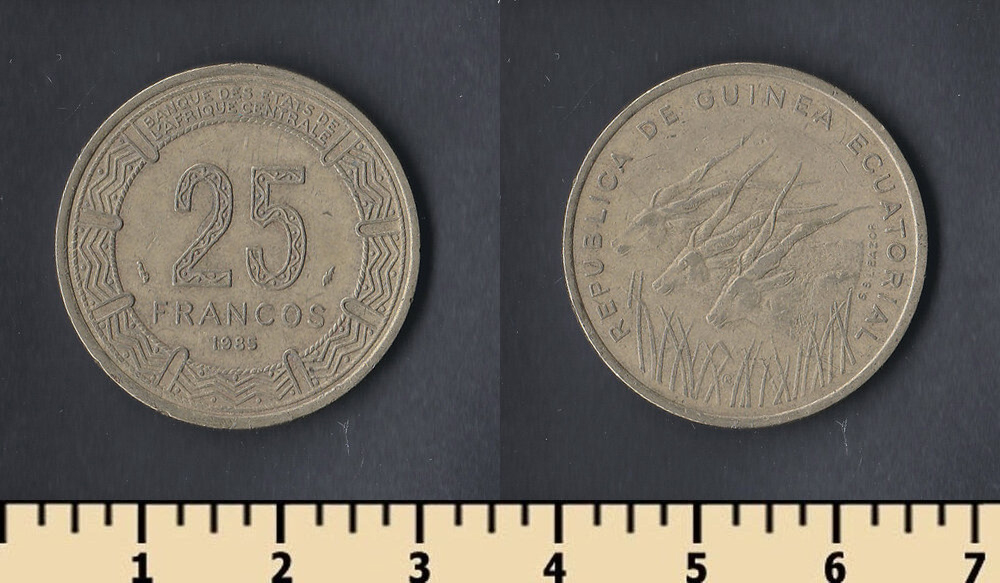 BANQUE DES ÉTATS DE
L'AFRIQUE CENTRALE
25
FRANCOS
1985
REPUBLICA DE GUINEA ECUATORIAL
1 2 3 4 5 6 7